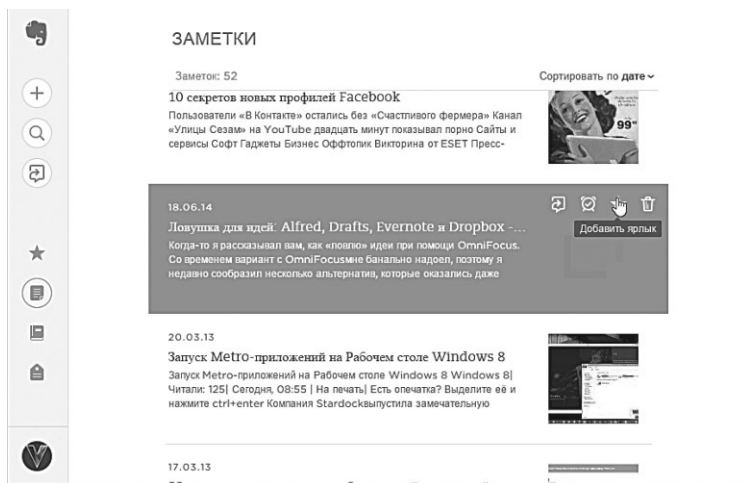 ЗАМЕТКИ
Заметок: 52
Сортировать по дате
10 секретов новых профилей Facebook
Пользователи «В Контакте» остались без «Счастливого фермера» Канал
«Улицы Сезам» на YouTube двадцать минут показывал порно Сайты и
сервисы Софт Гаджеты Бизнес Оффтопик Викторина от ESET Пресс-
99¢
18.06.14
Добавить ярлык
Ловушка для идей: Alfred, Drafts, Evernote и Dropbox -...
Когда-то я рассказывал вам, как «ловлю» идеи при помощи OmniFocus.
Со временем вариант с OmniFocusмне банально надоел, поэтому я
недавно сообразил несколько альтернатив, которые оказались даже
20.03.13
Запуск Metro-приложений на Рабочем столе Windows 8
Запуск Metro-приложений на Рабочем столе Windows 8 Windows 8|
Читали: 125| Сегодня, 08:55 | На печать| Есть опечатка? Выделите её и
нажмите ctrl+enter Компания Stardockвыпустила замечательную
17.03.13